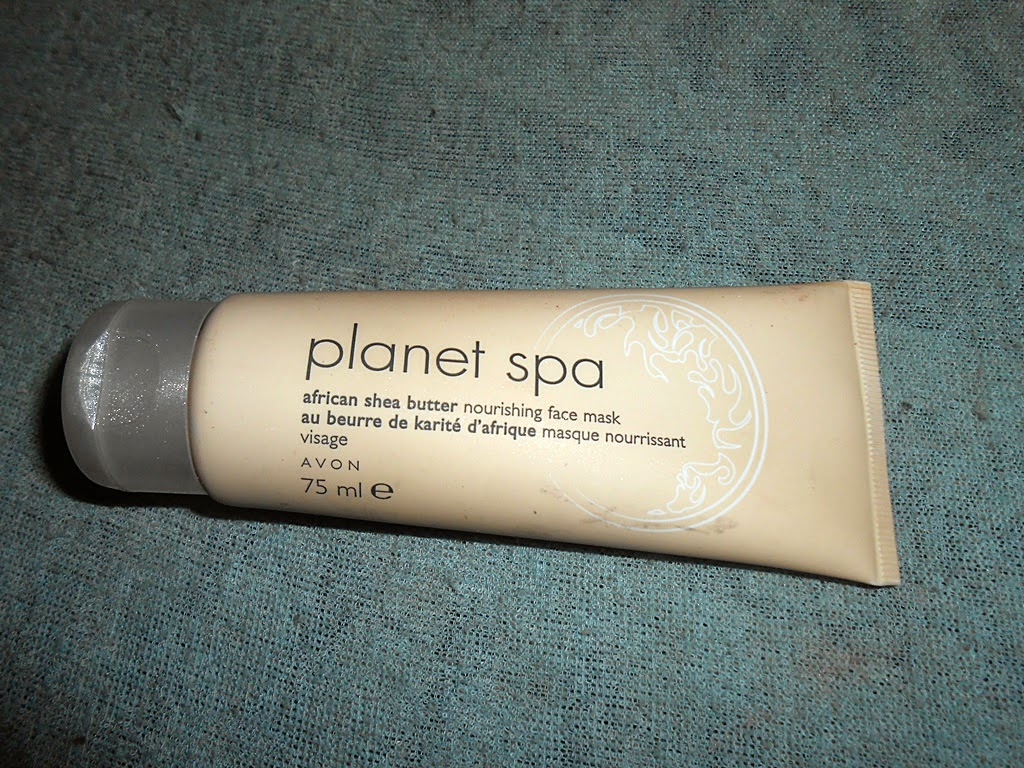 planet spa
african shea butter nourishing face mask
au beurre de karité d'afrique masque nourrissant
visage
AVON
75 ml ℮